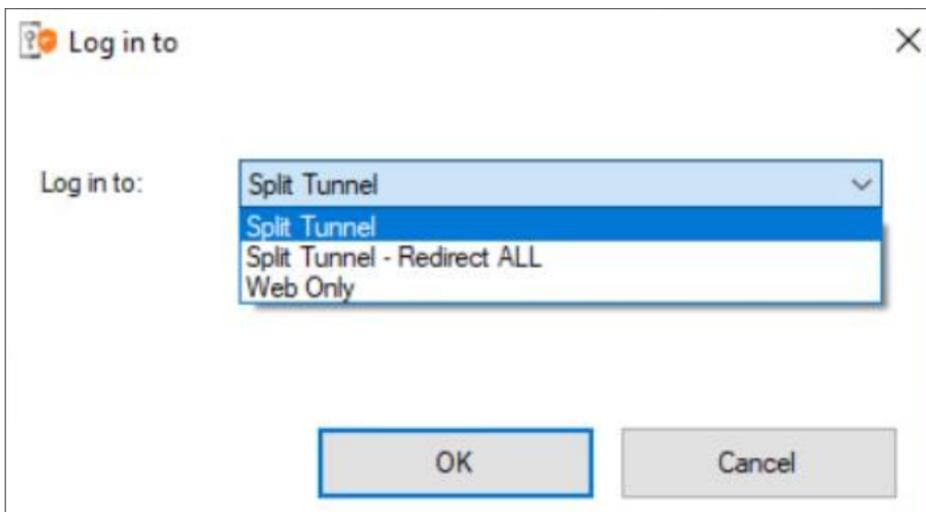 Log in to
Log in to:
Split Tunnel
Split Tunnel
Split Tunnel - Redirect ALL
Web Only
OK
Cancel